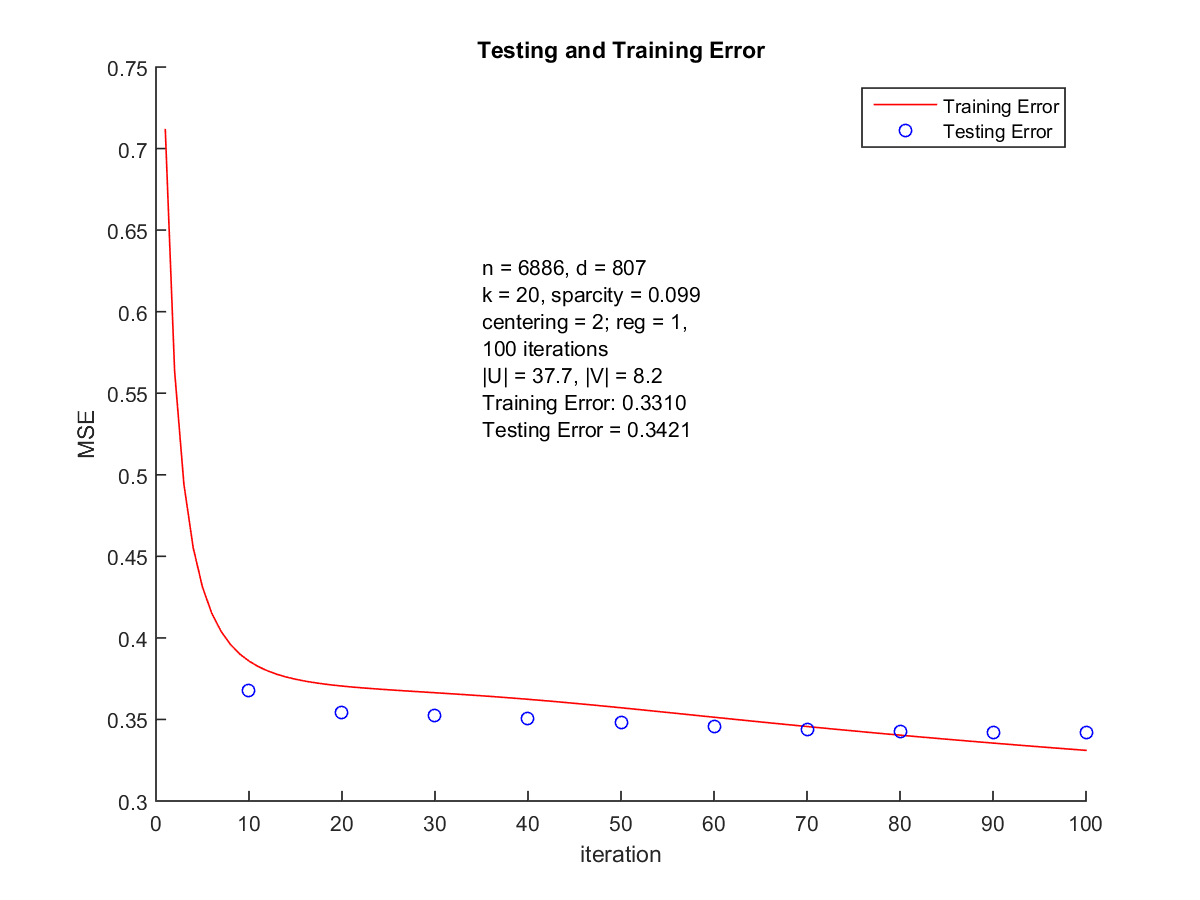 Testing and Training Error
Training Error
Testing Error
n = 6886, d = 807
k = 20, sparcity = 0.099
centering = 2; reg = 1,
100 iterations
|U| = 37.7, |V| = 8.2
Training Error: 0.3310
Testing Error = 0.3421
MSE
0.75
0.7
0.65
0.6
0.55
0.5
0.45
0.4
0.35
0.3
0 10 20 30 40 50 60 70 80 90 100
iteration